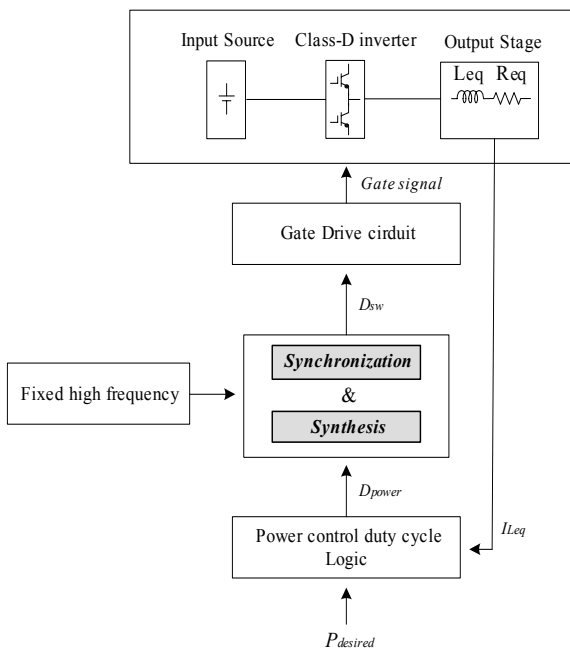 Input Source
Class-D inverter
Output Stage
Leq Req
Gate signal
Gate Drive cirduit
Dsw
Synchronization
Fixed high frequency
&
Synthesis
Dpower
Power control duty cycle
Logic
ILeq
Pdesired